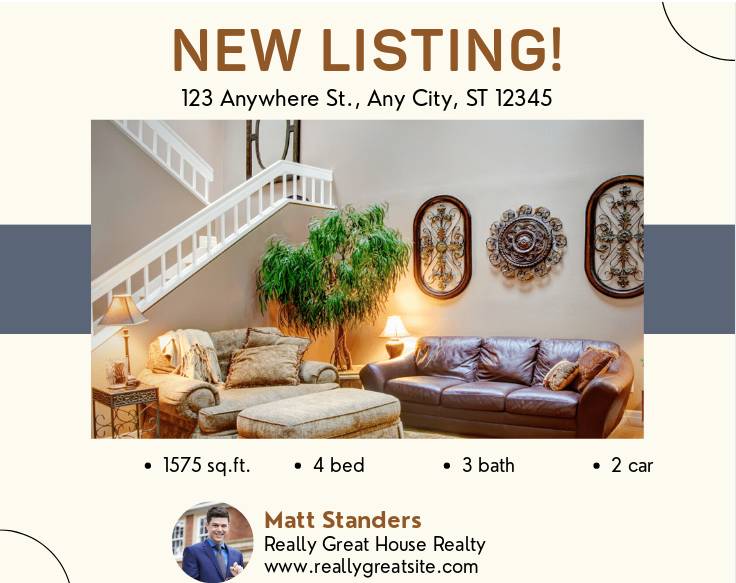 NEW LISTING!
123 Anywhere St., Any City, ST 12345
• 1575 sq.ft. • 4 bed • 3 bath • 2 car
Matt Standers
Really Great House Realty
www.reallygreatsite.com